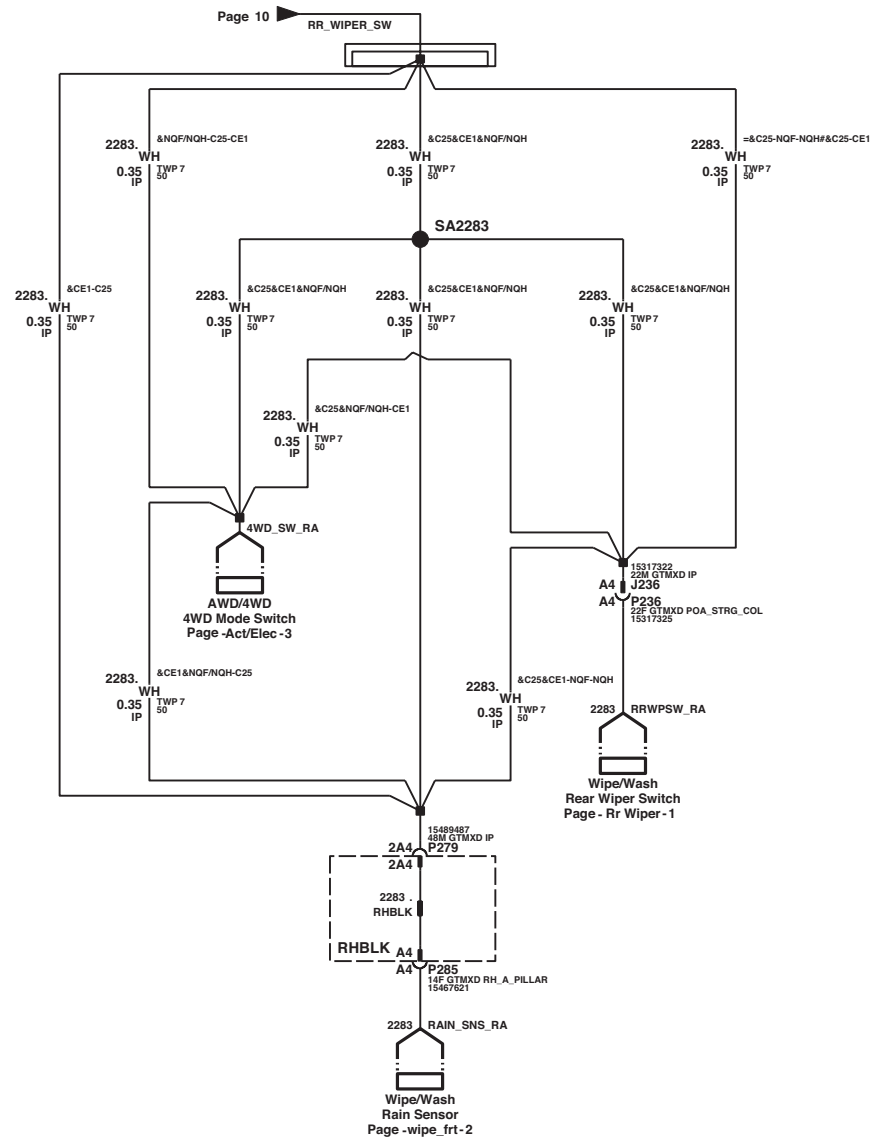 Page 10
RR_WIPER_SW
&NQF/NQH-C25-CE1
2283.
WH
0.35
TWP 7
50
IP
&C25&CE1&NQF/NQH
2283.
WH
0.35
TWP 7
50
IP
=&C25-NQF-NQH#&C25-CE1
2283.
WH
0.35
TWP 7
50
IP
SA2283
&CE1-C25
2283.
WH
0.35
TWP 7
50
IP
&C25&CE1&NQF/NQH
2283.
WH
0.35
TWP 7
50
IP
&C25&CE1&NQF/NQH
2283.
WH
0.35
TWP 7
50
IP
&C25&CE1&NQF/NQH
2283.
WH
0.35
TWP 7
50
IP
&C25&NQF/NQH-CE1
2283.
WH
0.35
TWP 7
50
IP
4WD_SW_RA
AWD/4WD
4WD Mode Switch
Page -Act/Elec-3
15317322
22M GTMXD IP
A4 J236
A4 P236
22F GTMXD POA_STRG_COL
15317325
&CE1&NQF/NQH-C25
2283.
WH
0.35
TWP 7
50
IP
&C25&CE1-NQF-NQH
2283.
WH
0.35
TWP 7
50
IP
2283 RRWPSW_RA
Wipe/Wash
Rear Wiper Switch
Page - Rr Wiper-1
15489487
48M GTMXD IP
2A4 P279
2A4
2283 .
RHBLK
RHBLK A4
A4 P285
14F GTMXD RH_A_PILLAR
15467621
2283 RAIN_SNS_RA
Wipe/Wash
Rain Sensor
Page -wipe_frt-2